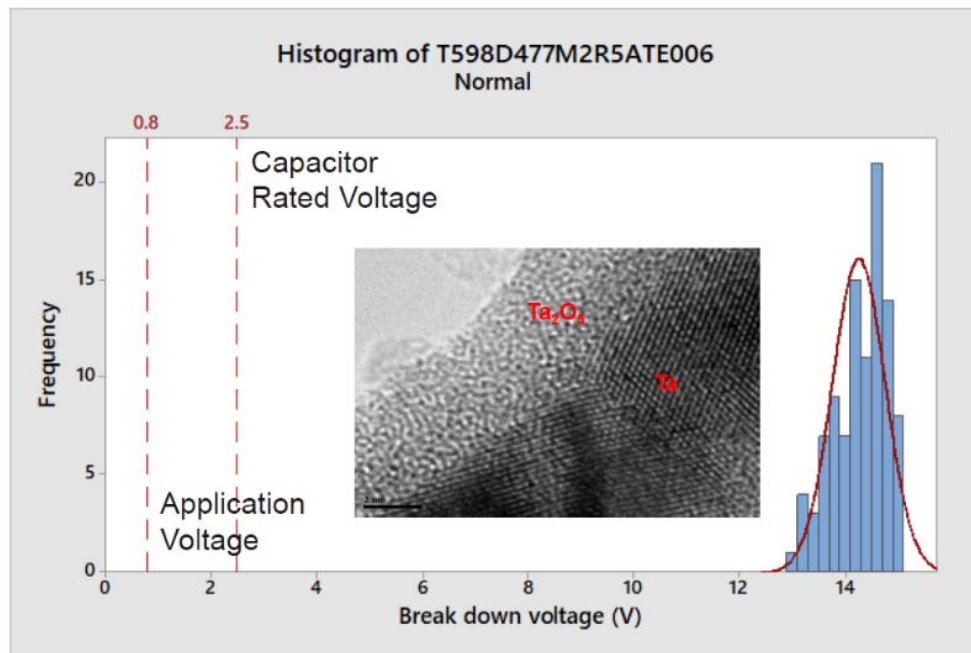 Histogram of T598D477M2R5ATE006
Normal
0.8
2.5
Capacitor
Rated Voltage
Application
Voltage
Ta
Frequency
20
15
10
5
0
0 2 4 6 8 10 12 14
Break down voltage (V)